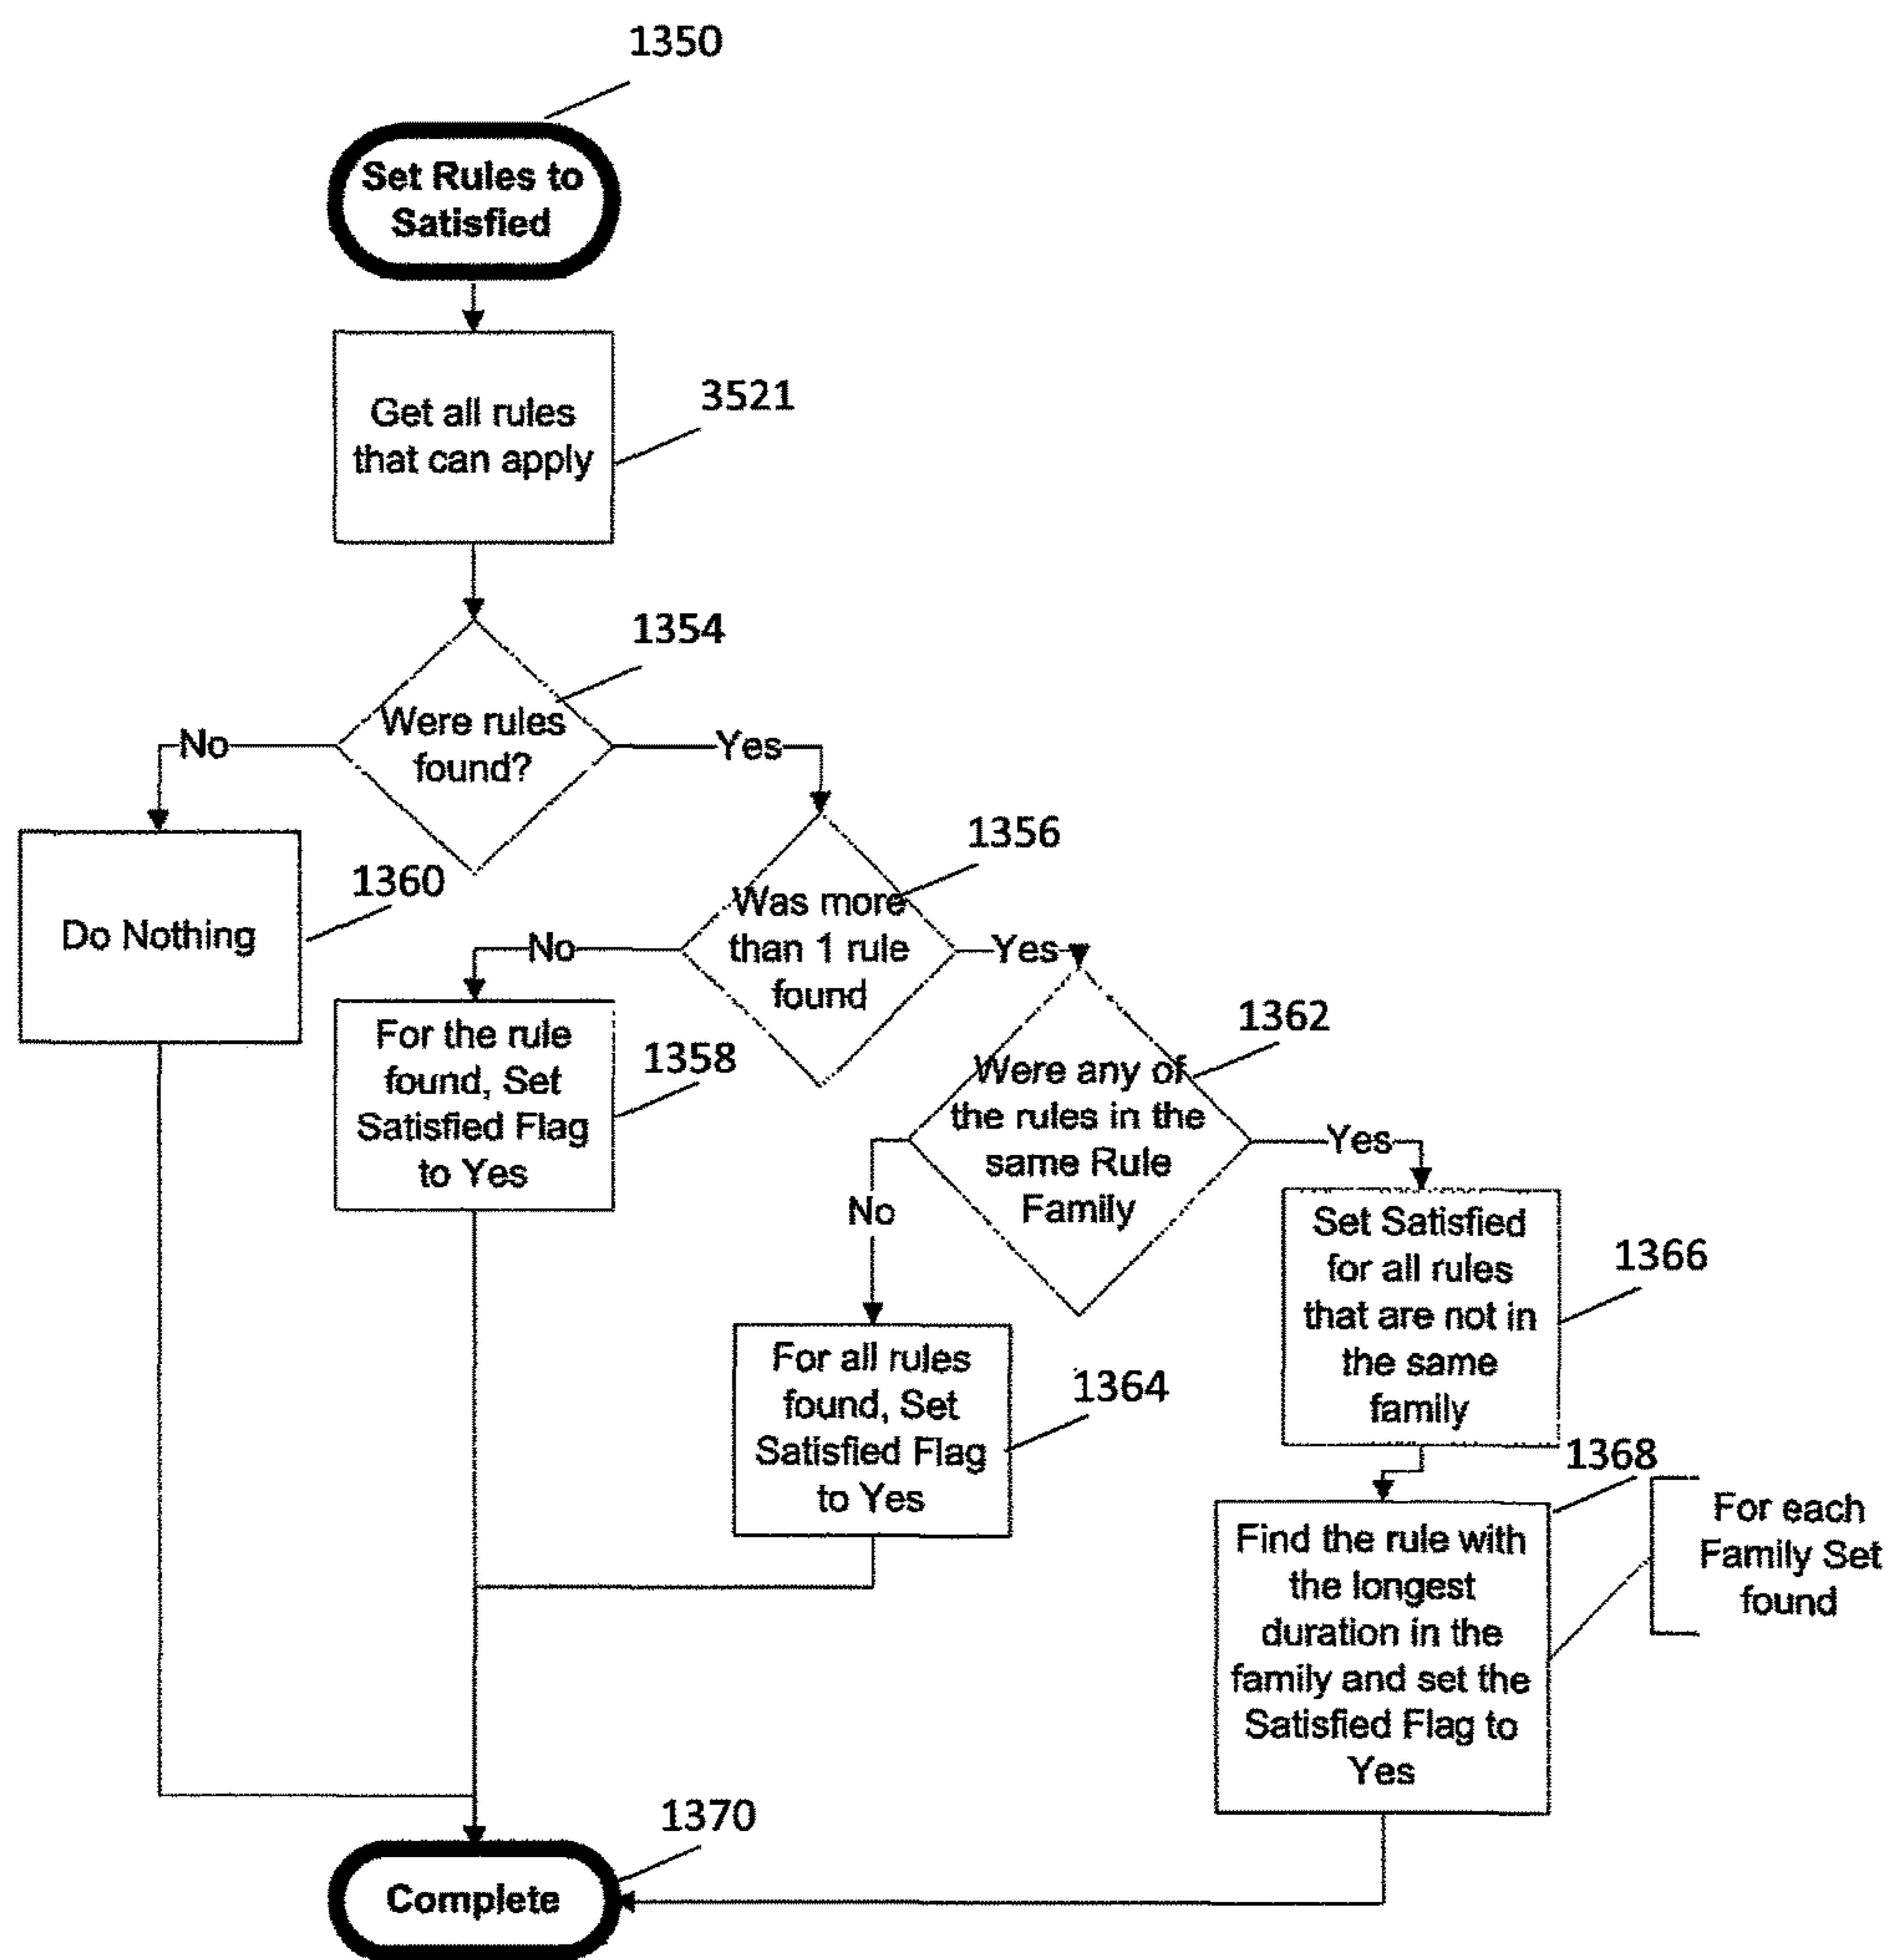 1350
Set Rules to
Satisfied
Get all rules
that can apply
3521
1354
Were rules
found?
No
Yes
1356
Do Nothing
1360
Was more
than 1 rule
found
No
Yes
For the rule
found, Set
Satisfied Flag
to Yes
1358
1362
Were any of
the rules in the
same Rule
Family
No
Yes
Set Satisfied
for all rules
that are not in
the same
family
1366
For all rules
found, Set
Satisfied Flag
to Yes
1364
1368
Find the rule with
the longest
duration in the
family and set the
Satisfied Flag to
Yes
For each
Family Set
found
1370
Complete